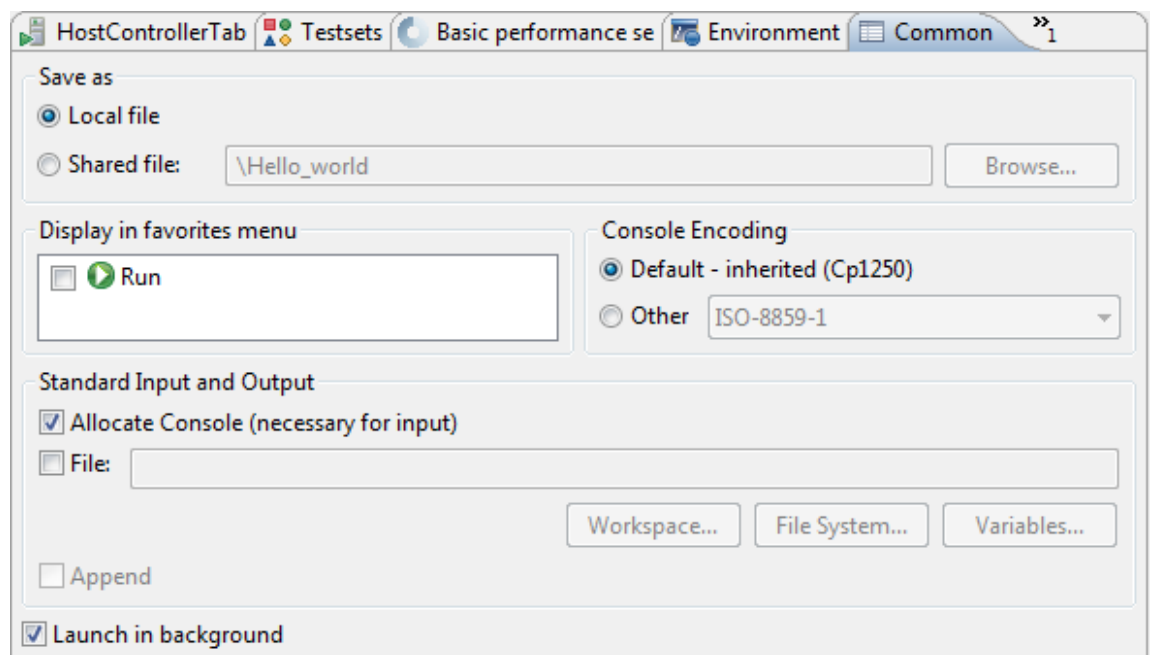 HostControllerTab Testsets Basic performance se Environment Common »1
Save as
Local file
Shared file: \Hello_world Browse...
Display in favorites menu
Run
Console Encoding
Default - inherited (Cp1250)
Other ISO-8859-1
Standard Input and Output
Allocate Console (necessary for input)
File:
Workspace... File System... Variables...
Append
Launch in background